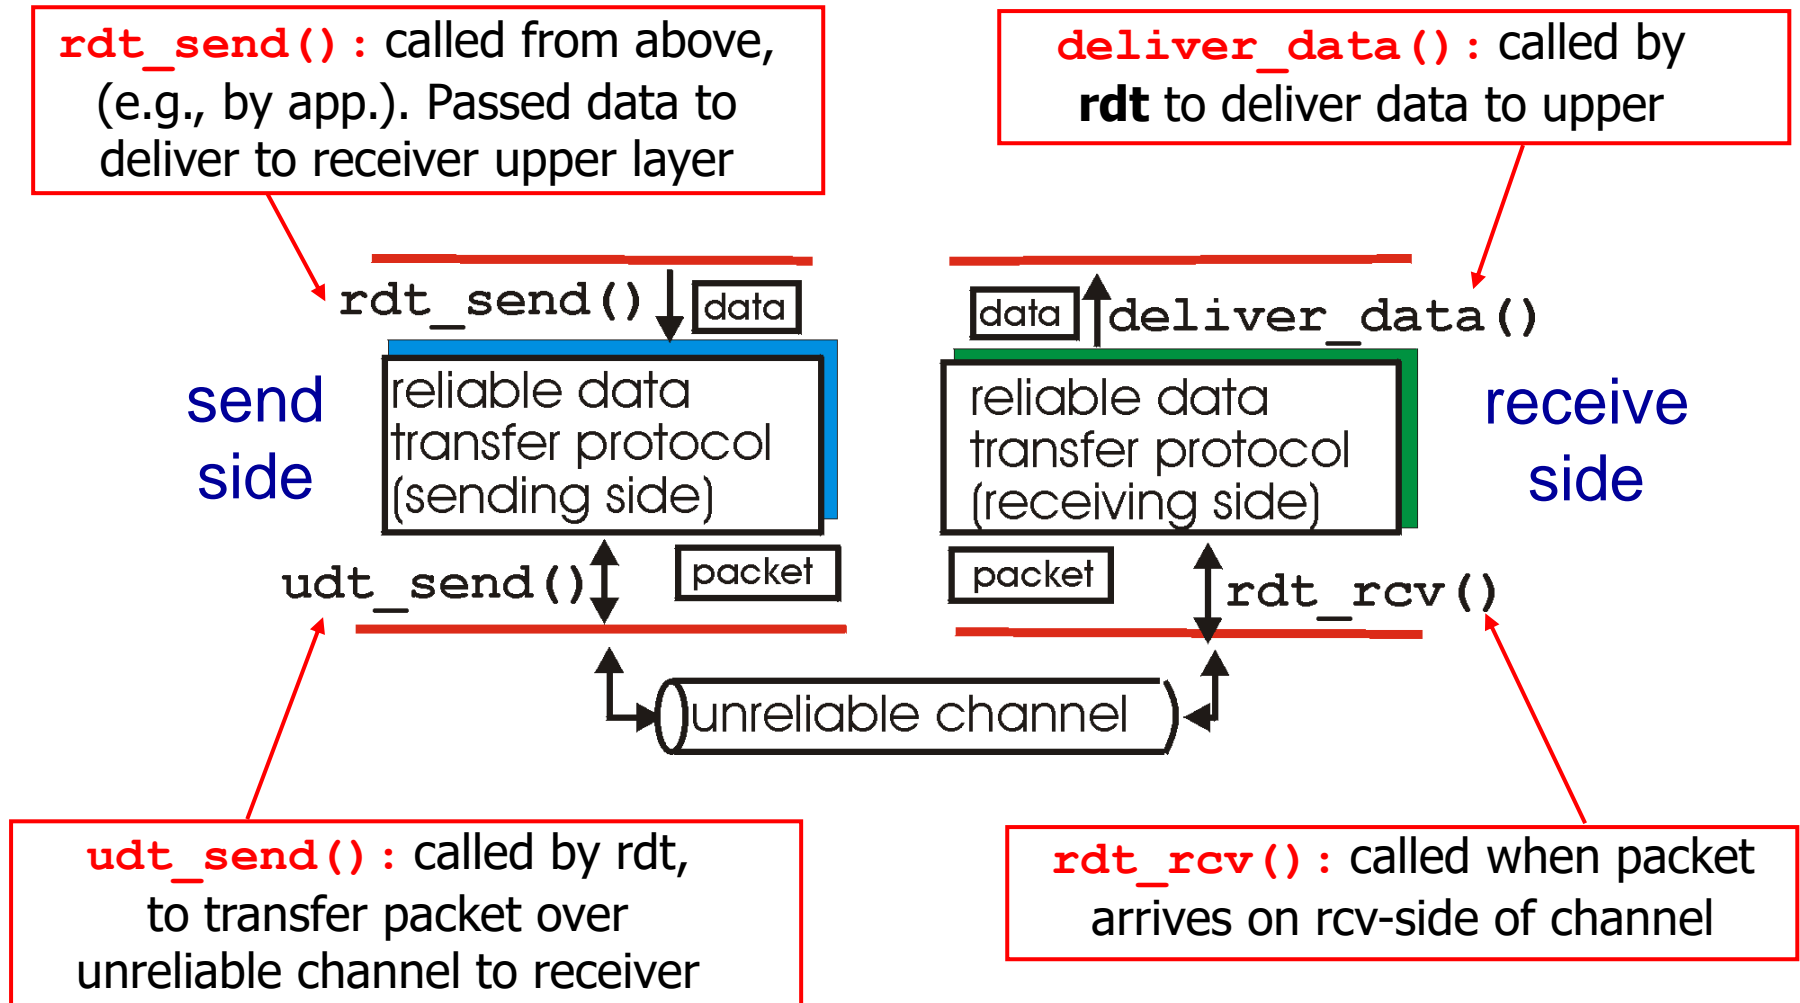 rdt_send(): called from above,
(e.g., by app.). Passed data to
deliver to receiver upper layer
deliver_data(): called by
rdt to deliver data to upper
rdt_send()
data
data
deliver_data()
send
side
reliable data
transfer protocol
(sending side)
reliable data
transfer protocol
(receiving side)
receive
side
udt_send()
packet
packet
rdt_rcv()
unreliable channel
udt_send(): called by rdt,
to transfer packet over
unreliable channel to receiver
rdt_rcv(): called when packet
arrives on rcv-side of channel